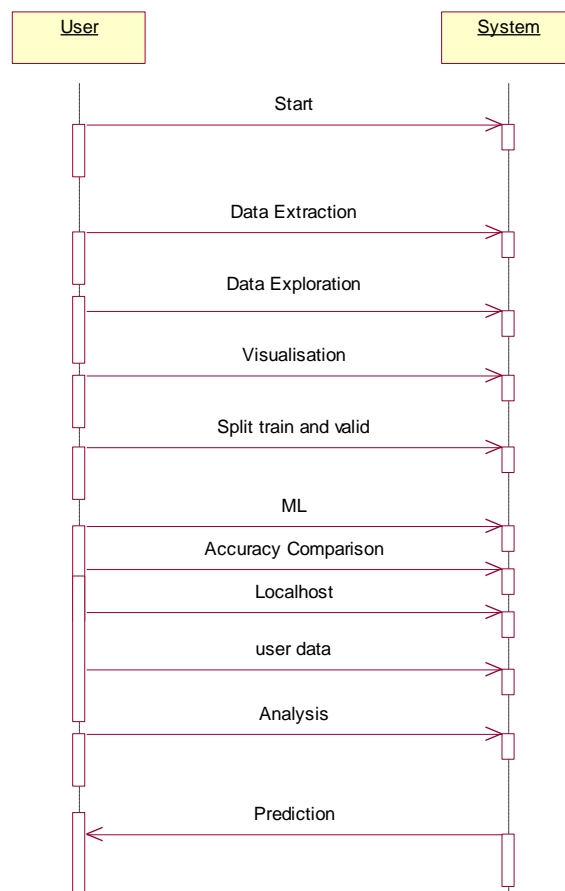 User
System
Start
Data Extraction
Data Exploration
Visualisation
Split train and valid
ML
Accuracy Comparison
Localhost
user data
Analysis
Prediction